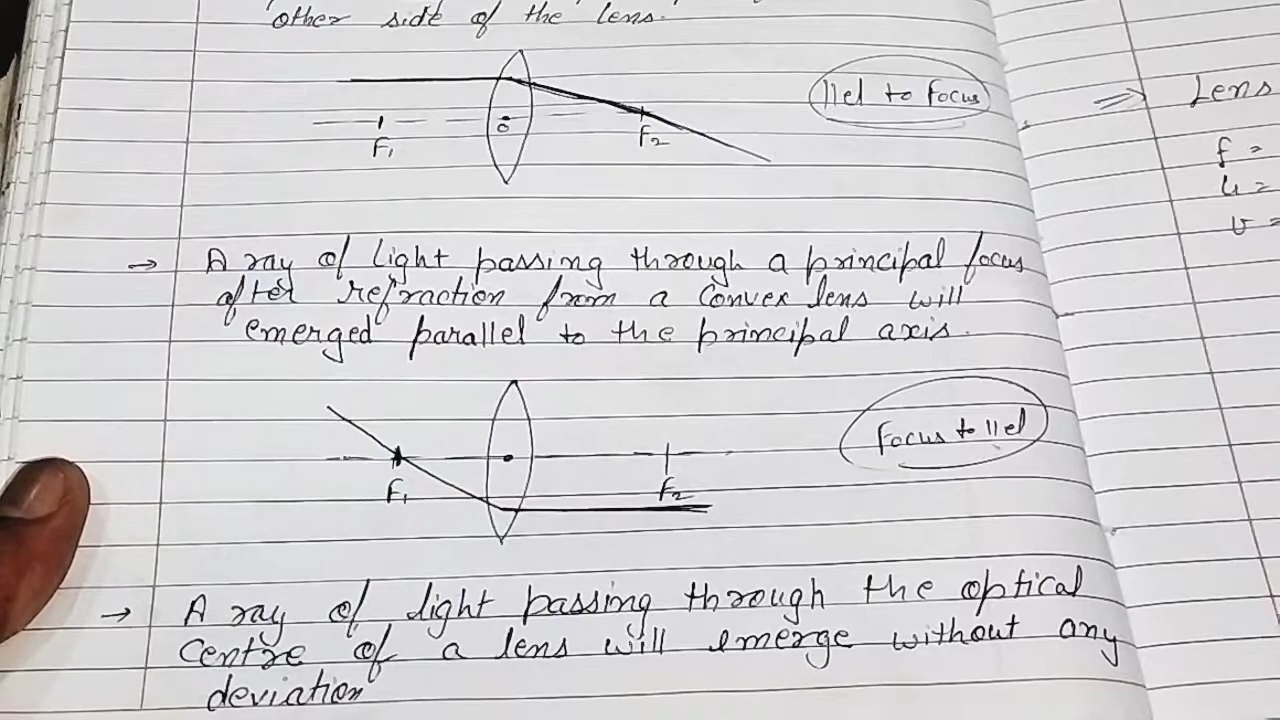 other side of the lens.
llel to focus
F₁
o
F₂
→ A ray of light passing through a principal focus
after refraction from a convex lens will
emerged parallel to the principal axis.
Focus to llel
F₁
F₂
→ A ray of light passing through the optical
centre of a lens will emerge without any
deviation
⇒ Lens
f =
u =
v =